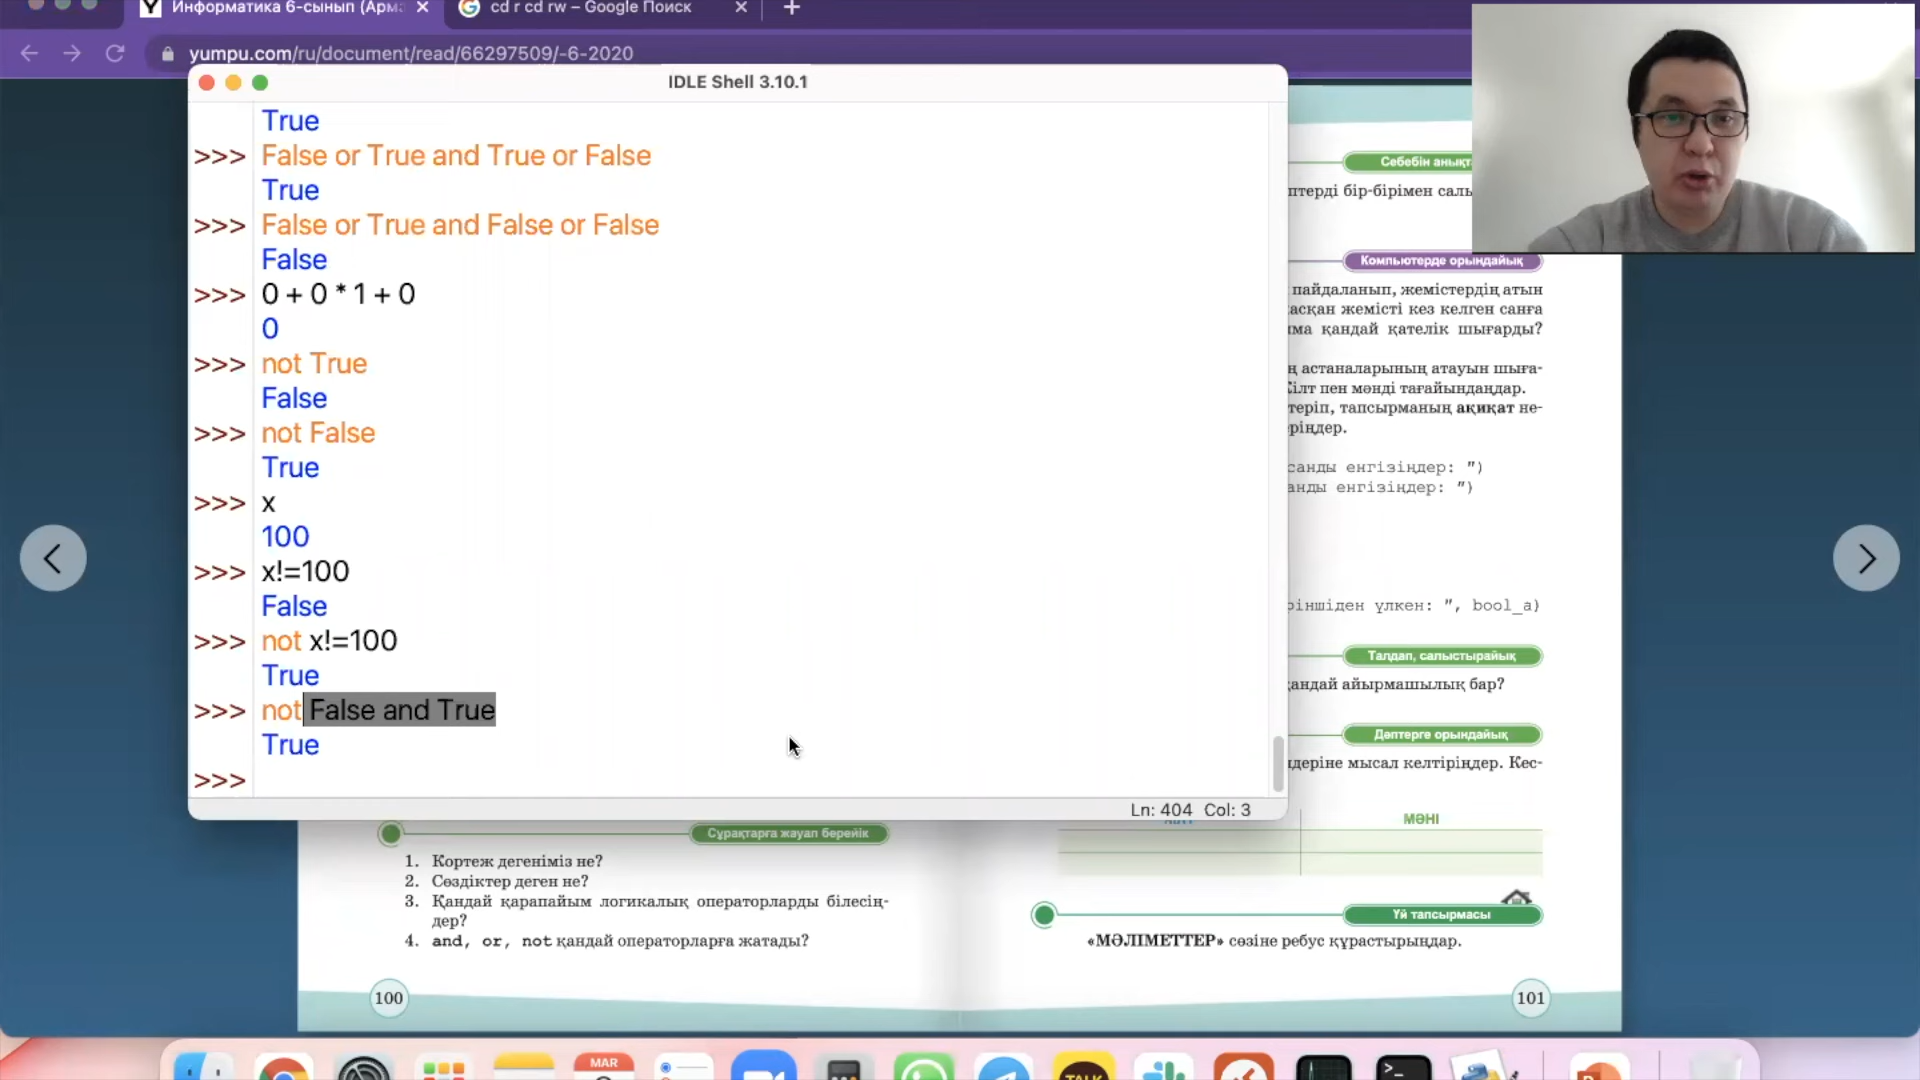 Информатика 6-сынып (Арма
cd r cd rw – Google Поиск
yumpu.com/ru/document/read/66297509/-6-2020
IDLE Shell 3.10.1
True
>>> False or True and True or False
True
>>> False or True and False or False
False
>>> 0 + 0 * 1 + 0
0
>>> not True
False
>>> not False
True
>>> x
100
>>> x!=100
False
>>> not x!=100
True
>>> not False and True
True
>>>
Ln: 404 Col: 3
Себебін анықт
птерді бір-бірімен салы
Компьютерде орындайық
пайдаланып, жемістердің атын
асқан жемісті кез келген санға
ма қандай қателік шығарды?
ң астаналарының атауын шыға-
Кілт пен мәнді тағайындаңдар.
теріп, тапсырманың ақиқат не-
ріңдер.
санды енгізіңдер: ")
анды енгізіңдер: ")
ріншіден үлкен: ", bool_a)
Талдап, салыстырайық
қандай айырмашылық бар?
Дәптерге орындайық
деріне мысал келтіріңдер. Кес-
МӘНІ
Сұрақтарға жауап берейік
1. Кортеж дегеніміз не?
2. Сөздіктер деген не?
3. Қандай қарапайым логикалық операторларды білесің-
дер?
4. and, or, not қандай операторларға жатады?
Үй тапсырмасы
«МӘЛІМЕТТЕР» сөзіне ребус құрастырыңдар.
100
101
MAR
TALK